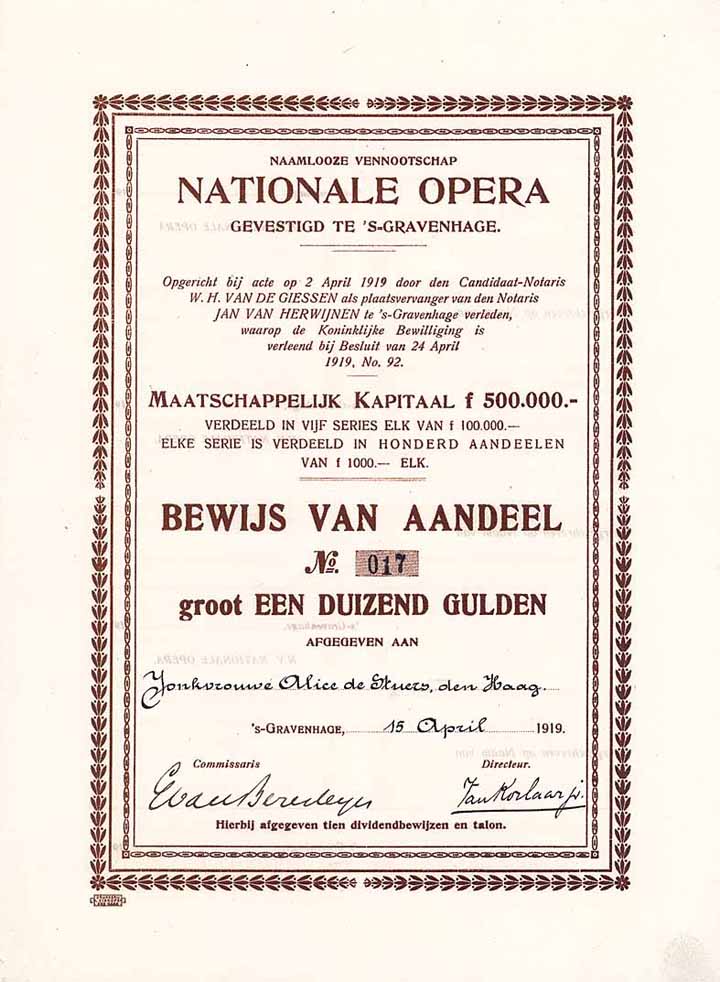 NAAMLOOZE VENNOOTSCHAP
NATIONALE OPERA
GEVESTIGD TE 'S-GRAVENHAGE.
Opgericht bij acte op 2 April 1919 door den Candidaat-Notaris
W. H. VAN DE GIESSEN als plaatsvervanger van den Notaris
JAN VAN HERWIJNEN te 's-Gravenhage verleden,
waarop de Koninklijke Bewilliging is
verleend bij Besluit van 24 April
1919, No. 92.
MAATSCHAPPELIJK KAPITAAL f 500.000.-
VERDEELD IN VIJF SERIES ELK VAN f 100.000.—
ELKE SERIE IS VERDEELD IN HONDERD AANDEELEN
VAN f 1000.— ELK.
BEWIJS VAN AANDEEL
No. 017
groot EEN DUIZEND GULDEN
AFGEGEVEN AAN
Jonkvrouwe Alice de Stuers, den Haag.
'S-GRAVENHAGE, 15 April 1919.
Commissaris Directeur.
Van Korlaar jr.
Hierbij afgegeven tien dividendbewijzen en talon.